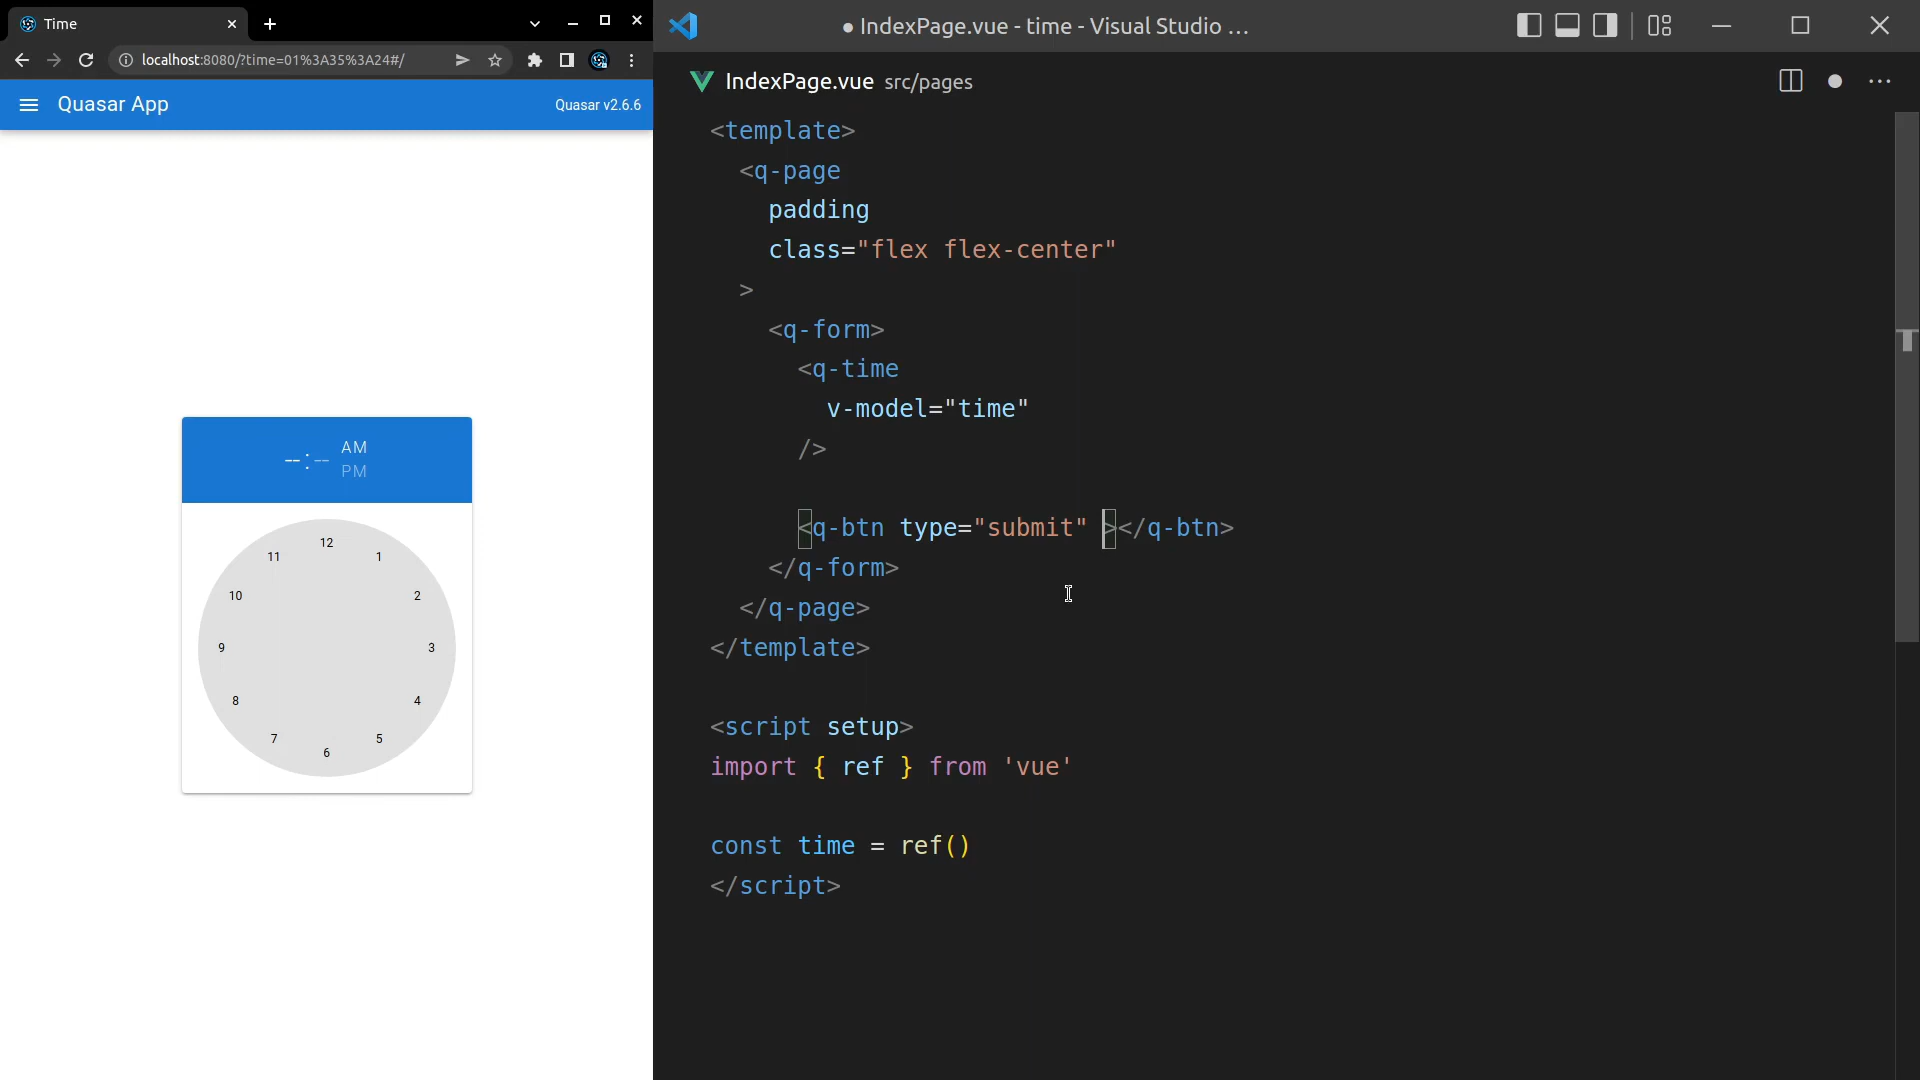 Time
localhost:8080/?time=01%3A35%3A24#/
Quasar App
Quasar v2.6.6
--:--
AM
PM
12
11
1
10
2
9
3
8
4
7
5
6
● IndexPage.vue - time - Visual Studio ...
IndexPage.vue src/pages
<template>
<q-page
padding
class="flex flex-center"
>
<q-form>
<q-time
v-model="time"
/>
<q-btn type="submit" ></q-btn>
</q-form>
</q-page>
</template>
<script setup>
import { ref } from 'vue'
const time = ref()
</script>